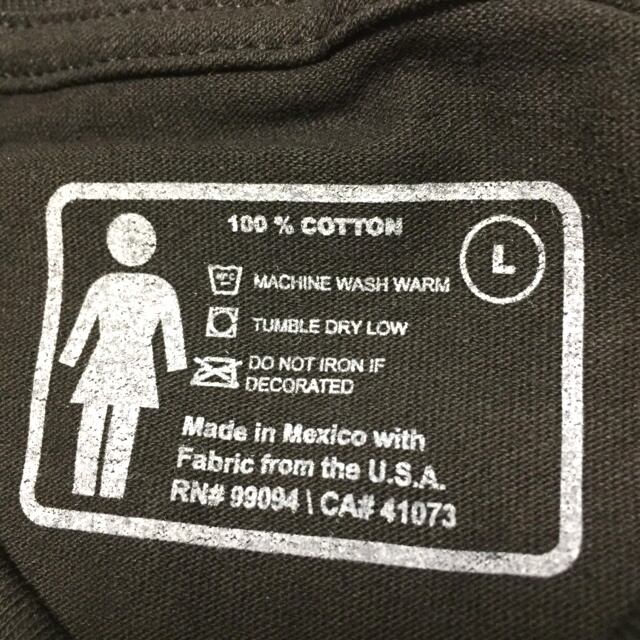 100 % COTTON
L
MACHINE WASH WARM
TUMBLE DRY LOW
DO NOT IRON IF
DECORATED
Made in Mexico with
Fabric from the U.S.A.
RN# 99094 \ CA# 41073